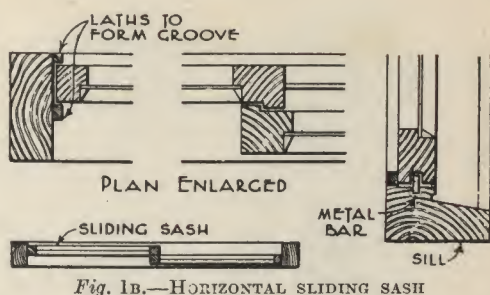 LATHS TO
FORM GROOVE
PLAN ENLARGED
SLIDING SASH
METAL
BAR
SILL
Fig. 1B.—HORIZONTAL SLIDING SASH